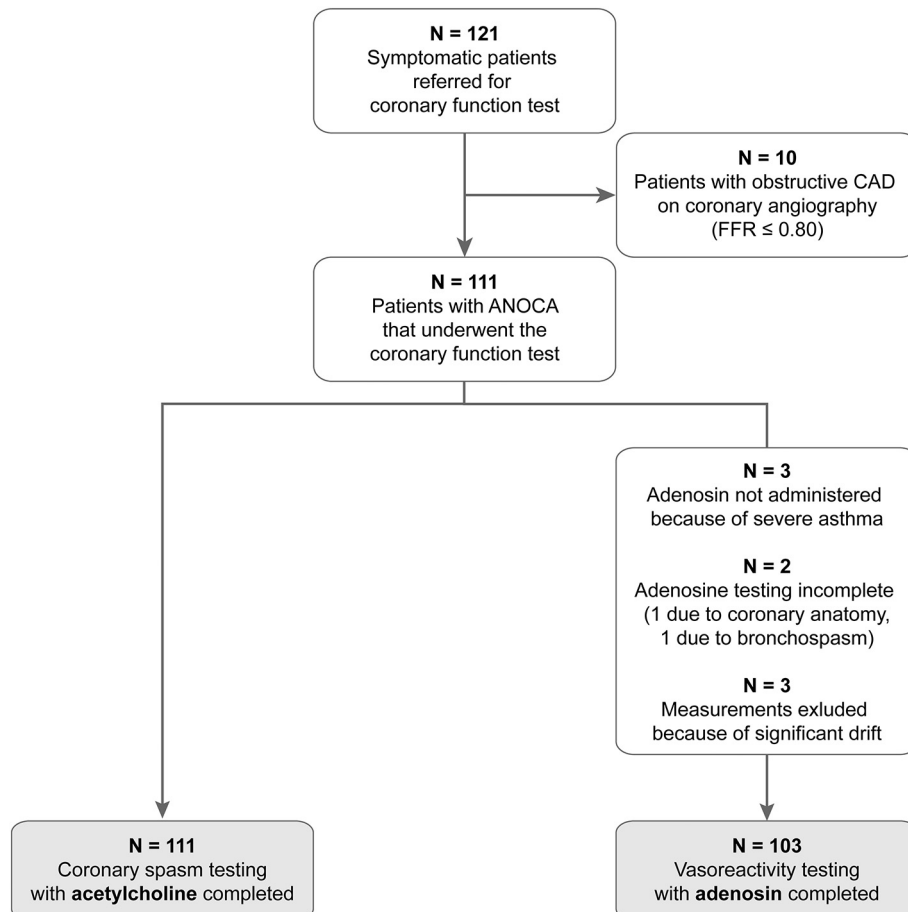 N = 121
Symptomatic patients
referred for
coronary function test
N = 10
Patients with obstructive CAD
on coronary angiography
(FFR ≤ 0.80)
N = 111
Patients with ANOCA
that underwent the
coronary function test
N = 3
Adenosin not administered
because of severe asthma
N = 2
Adenosine testing incomplete
(1 due to coronary anatomy,
1 due to bronchospasm)
N = 3
Measurements exluded
because of significant drift
N = 111
Coronary spasm testing
with acetylcholine completed
N = 103
Vasoreactivity testing
with adenosin completed